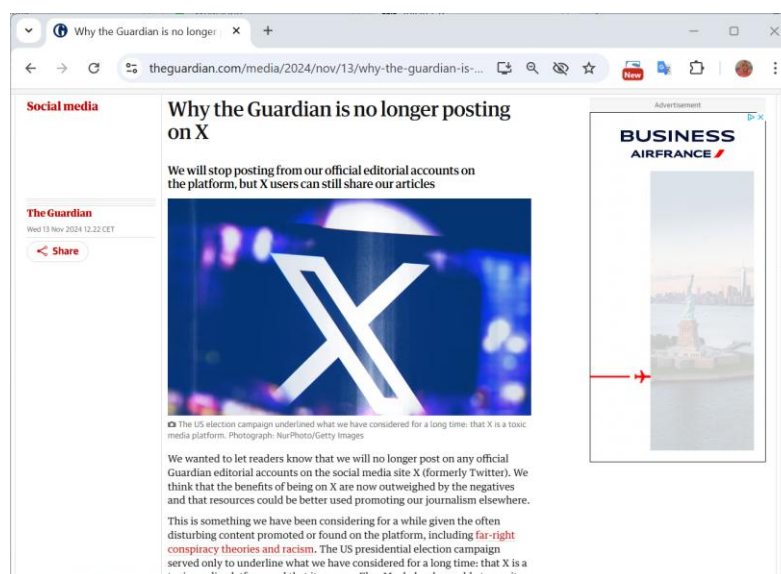 Why the Guardian is no longer
theguardian.com/media/2024/nov/13/why-the-guardian-is-...
New
Social media
Why the Guardian is no longer posting
on X
We will stop posting from our official editorial accounts on
the platform, but X users can still share our articles
The Guardian
Wed 13 Nov 2024 12.22 CET
Share
The US election campaign underlined what we have considered for a long time: that X is a toxic
media platform. Photograph: NurPhoto/Getty Images
We wanted to let readers know that we will no longer post on any official
Guardian editorial accounts on the social media site X (formerly Twitter). We
think that the benefits of being on X are now outweighed by the negatives
and that resources could be better used promoting our journalism elsewhere.
This is something we have been considering for a while given the often
disturbing content promoted or found on the platform, including far-right
conspiracy theories and racism. The US presidential election campaign
served only to underline what we have considered for a long time: that X is a
Advertisement
BUSINESS
AIRFRANCE